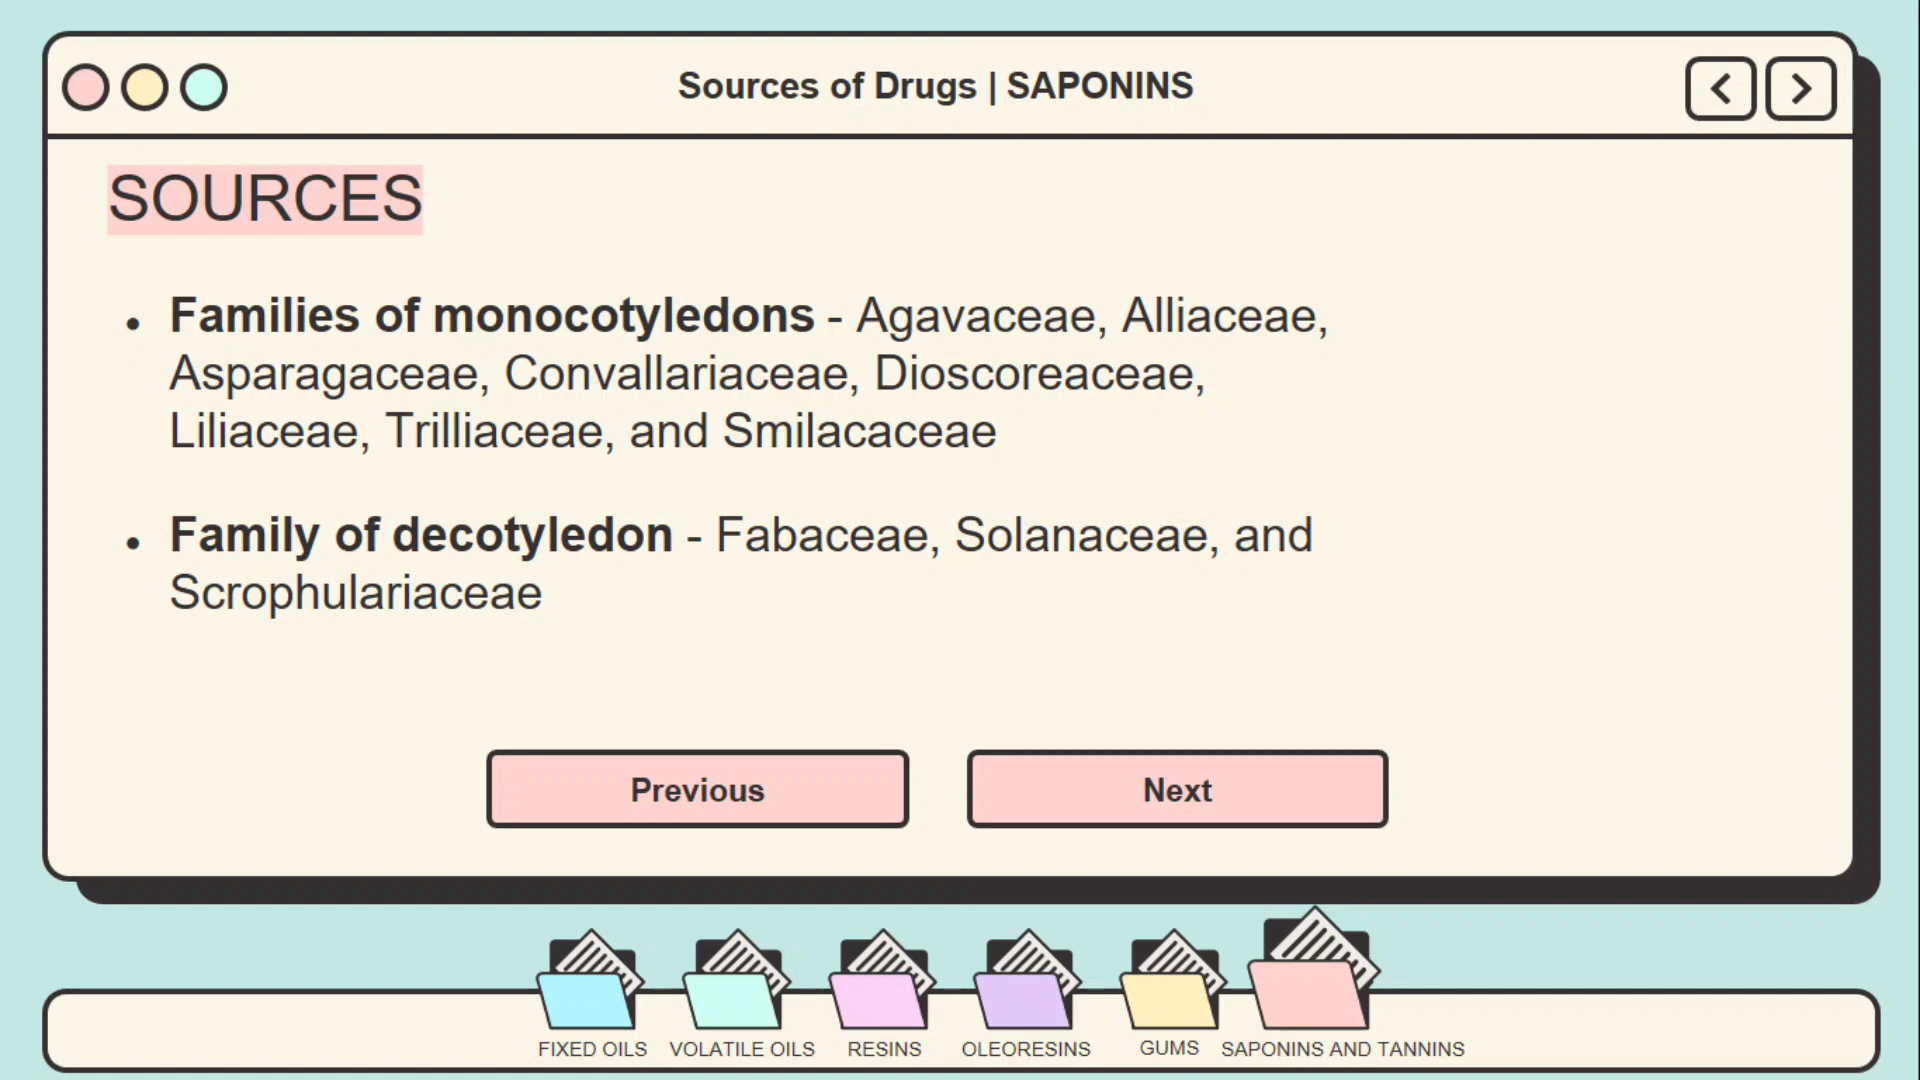 Sources of Drugs | SAPONINS
SOURCES
• Families of monocotyledons - Agavaceae, Alliaceae,
Asparagaceae, Convallariaceae, Dioscoreaceae,
Liliaceae, Trilliaceae, and Smilacaceae
• Family of decotyledon - Fabaceae, Solanaceae, and
Scrophulariaceae
Previous
Next
FIXED OILS
VOLATILE OILS
RESINS
OLEORESINS
GUMS
SAPONINS AND TANNINS